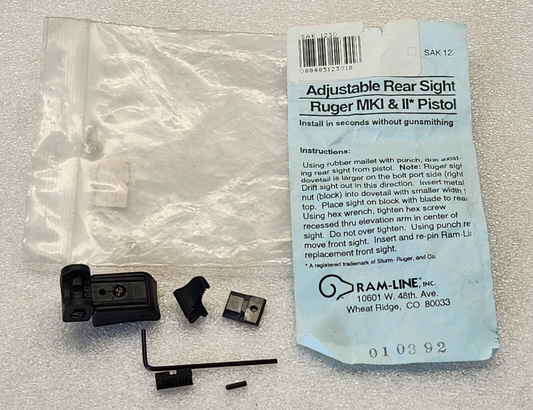 SAK 1230
088485123018
SAK 12
Adjustable Rear Sight
Ruger MKI & II* Pistol
Install in seconds without gunsmithing
Instructions:
Using rubber mallet with punch, drift exist-
ing rear sight from pistol. Note: Ruger sigh
dovetail is larger on the bolt port side (right
Drift sight out in this direction. Insert metal
nut (block) into dovetail with smaller width
top. Place sight on block with blade to rear
Using hex wrench, tighten hex screw
recessed thru elevation arm in center of
sight. Do not over tighten. Using punch re
move front sight. Insert and re-pin Ram-Li
replacement front sight.
* A registered trademark of Sturm- Ruger, and Co.
RAM-LINE, INC.
10601 W. 48th. Ave.
Wheat Ridge, CO 80033
010392